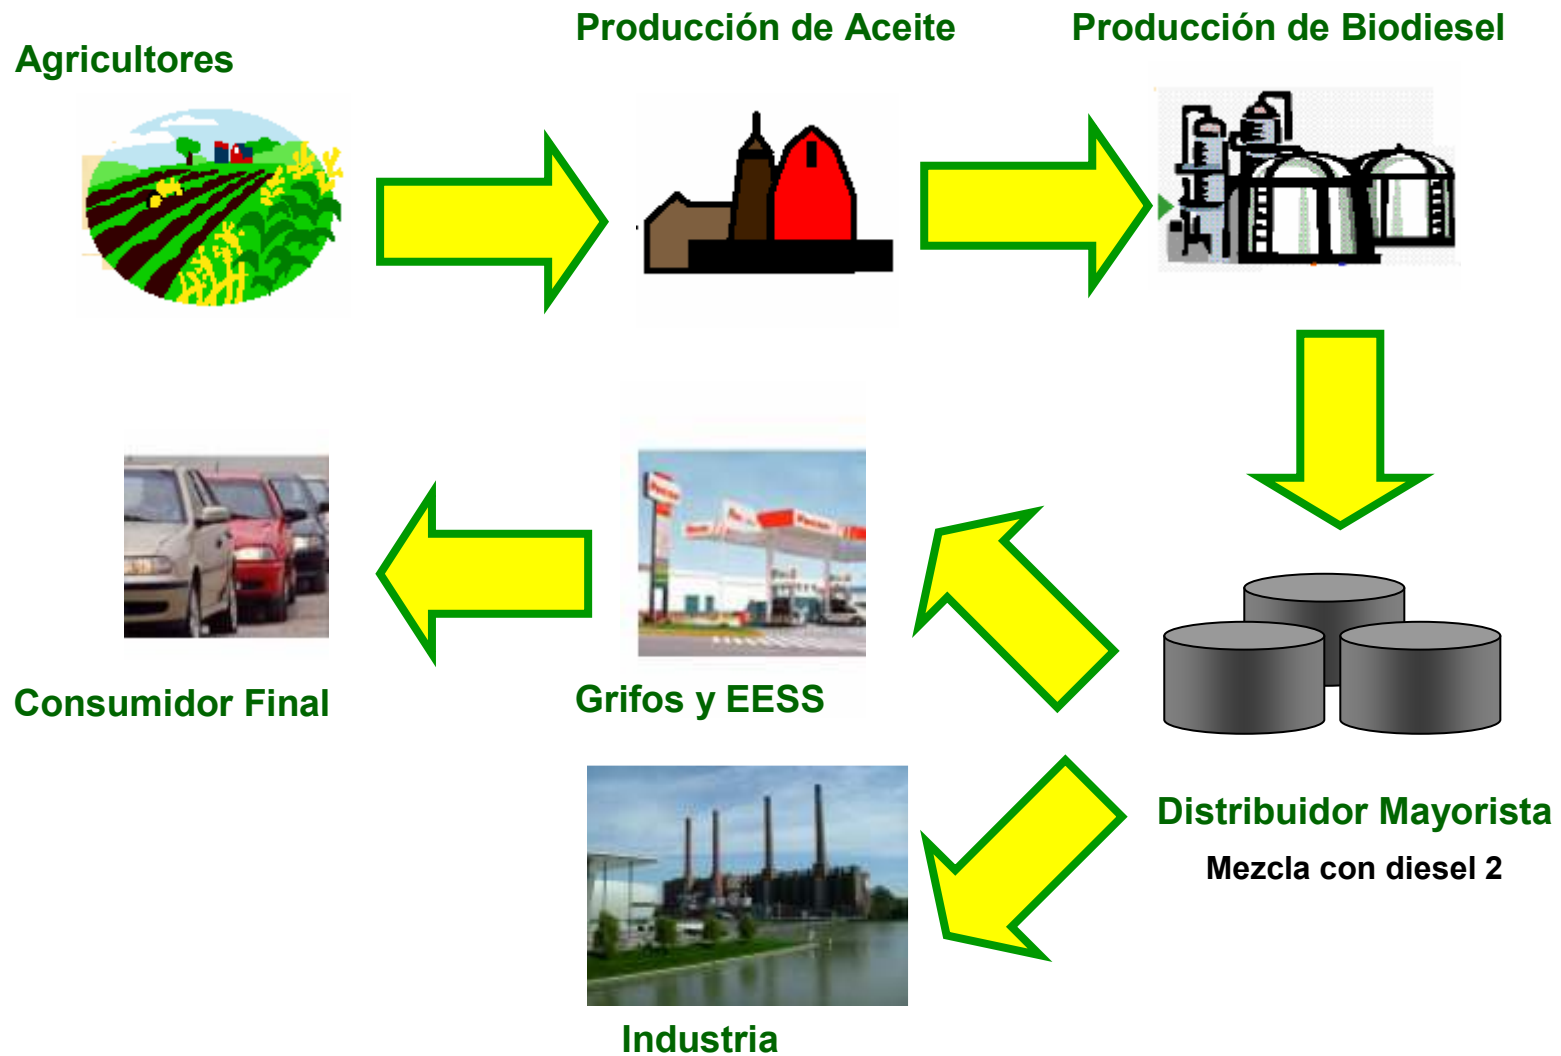 Agricultores
Producción de Aceite
Producción de Biodiesel
Consumidor Final
Grifos y EESS
Distribuidor Mayorista
Mezcla con diesel 2
Industria